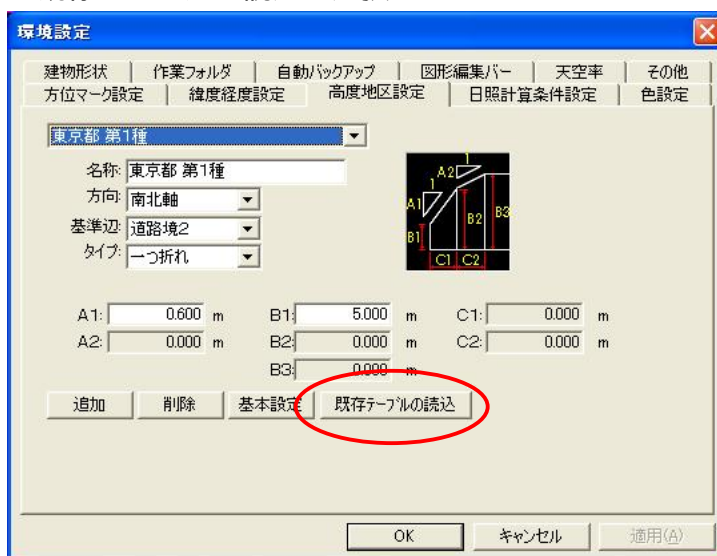 環境設定
建物形状 作業フォルダ 自動バックアップ 図形編集バー 天空率 その他
方位マーク設定 緯度経度設定 高度地区設定 日照計算条件設定 色設定
東京都 第1種
名称: 東京都 第1種
方向: 南北軸
基準辺: 道路境2
タイプ: 一つ折れ
1
A2
1
A1
B2 B3
B1
C1 C2
A1: 0.600 m B1: 5.000 m C1: 0.000 m
A2: 0.000 m B2: 0.000 m C2: 0.000 m
B3: 0.000 m
追加 削除 基本設定 既存テーブルの読込
OK キャンセル 適用(A)